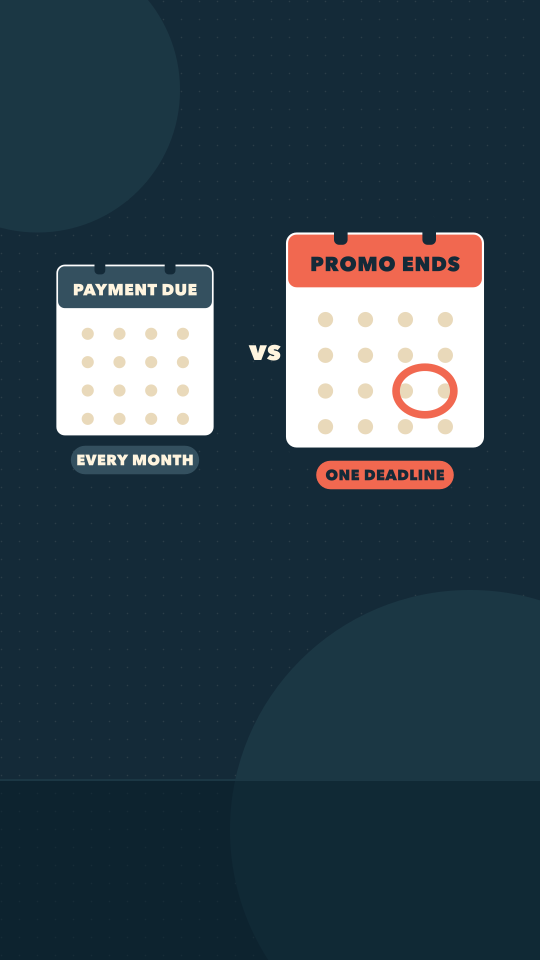 PAYMENT DUE
EVERY MONTH
VS
PROMO ENDS
ONE DEADLINE